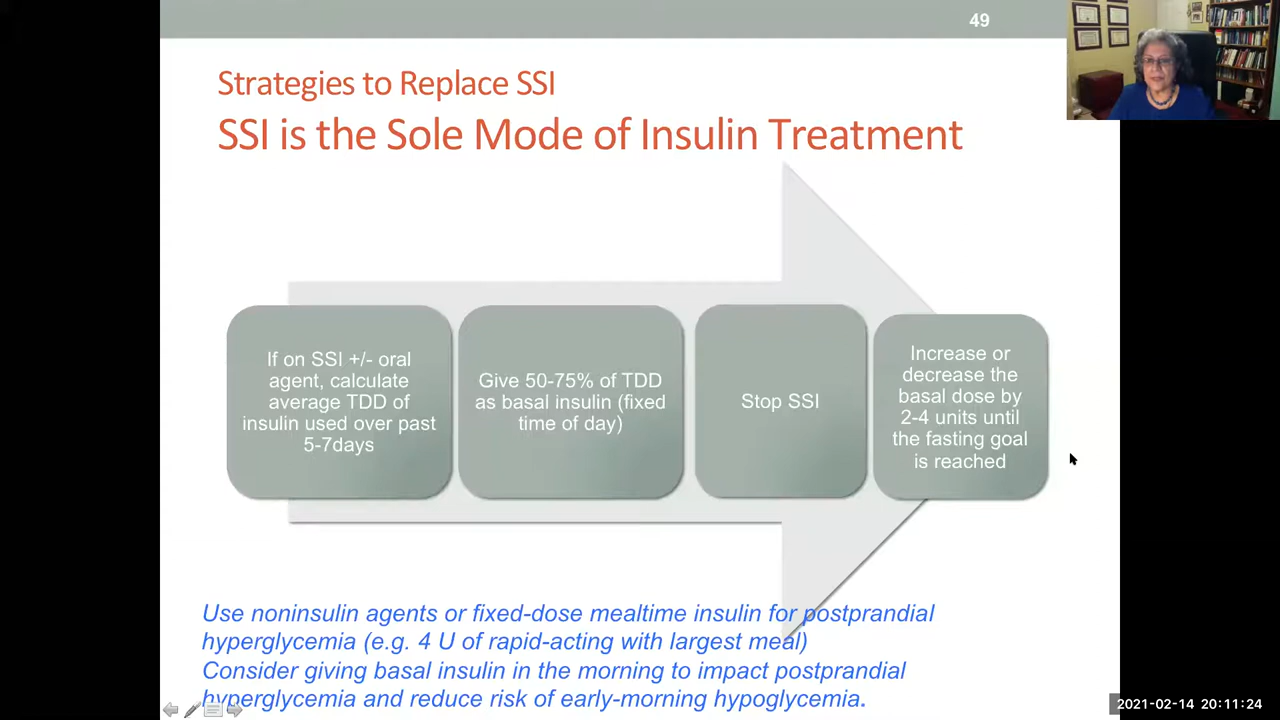 49
Strategies to Replace SSI
SSI is the Sole Mode of Insulin Treatment
If on SSI +/- oral
agent, calculate
average TDD of
insulin used over past
5-7days
Give 50-75% of TDD
as basal insulin (fixed
time of day)
Stop SSI
Increase or
decrease the
basal dose by
2-4 units until
the fasting goal
is reached
Use noninsulin agents or fixed-dose mealtime insulin for postprandial
hyperglycemia (e.g. 4 U of rapid-acting with largest meal)
Consider giving basal insulin in the morning to impact postprandial
hyperglycemia and reduce risk of early-morning hypoglycemia.
2021-02-14 20:11:24